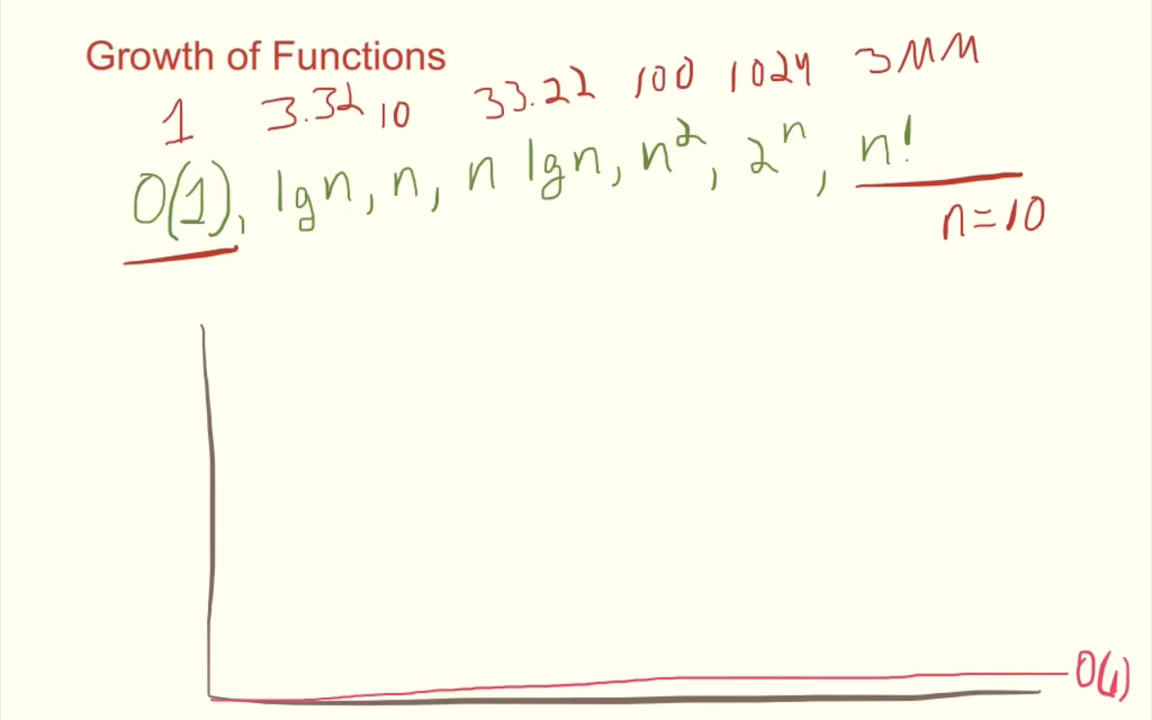 Growth of Functions
1 3.32 10 33.22 100 1024 3MM
O(1), lgn, n, n lgn, n², 2ⁿ, n!
n=10
O(1)